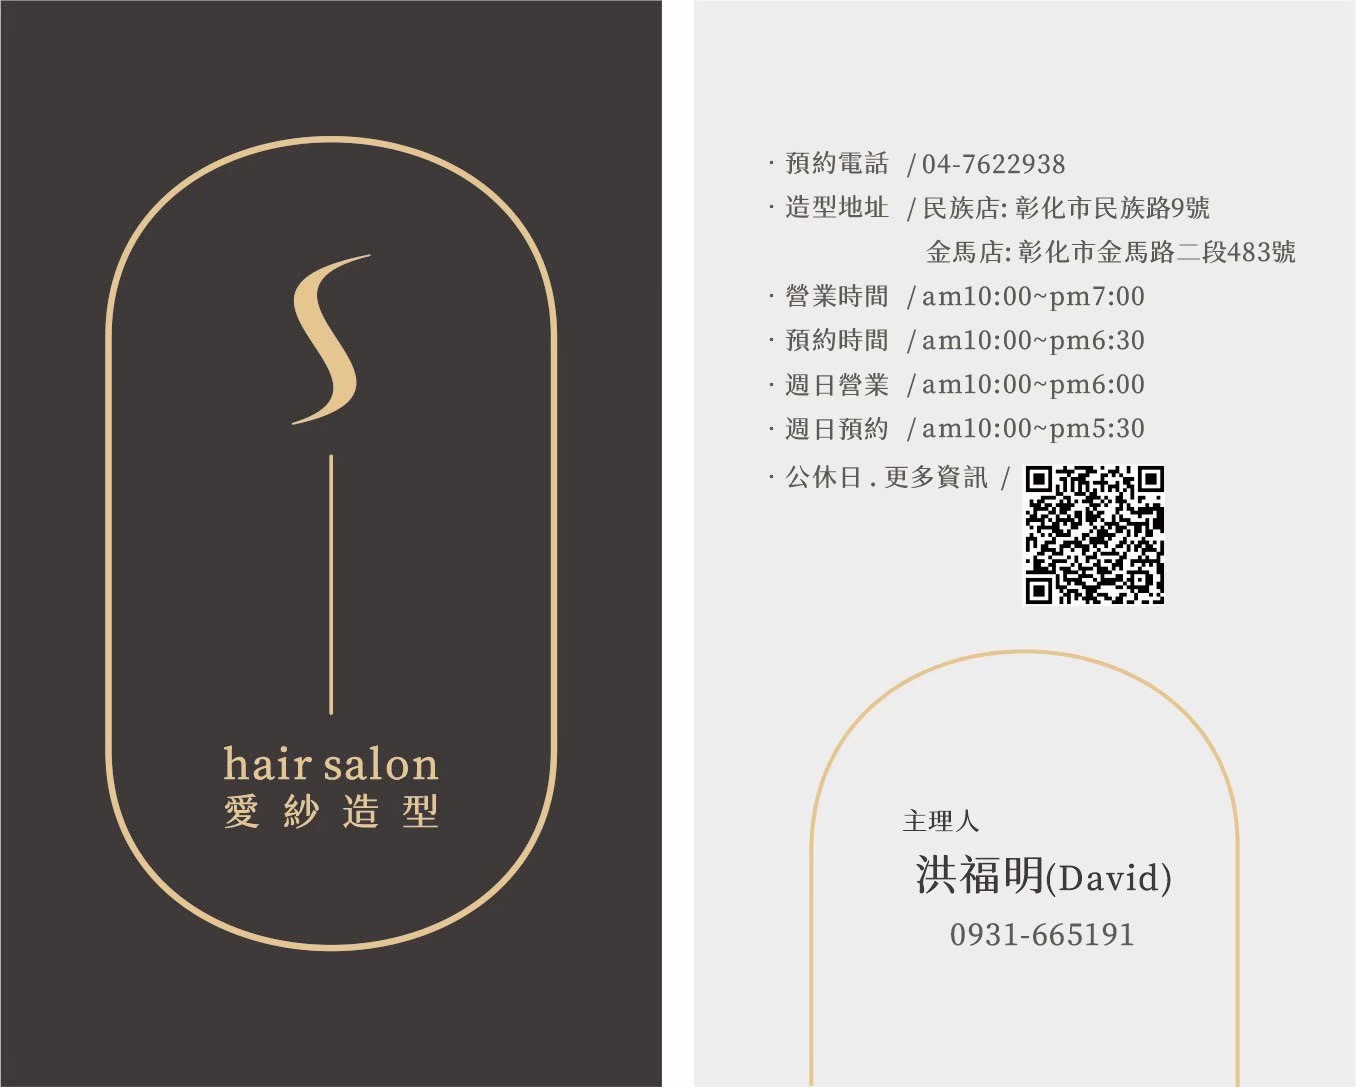 S
hair salon
愛紗造型
· 預約電話 / 04-7622938
· 造型地址 / 民族店: 彰化市民族路9號
金馬店: 彰化市金馬路二段483號
· 營業時間 / am10:00~pm7:00
· 預約時間 / am10:00~pm6:30
· 週日營業 / am10:00~pm6:00
· 週日預約 / am10:00~pm5:30
· 公休日 . 更多資訊 /
主理人
洪福明(David)
0931-665191